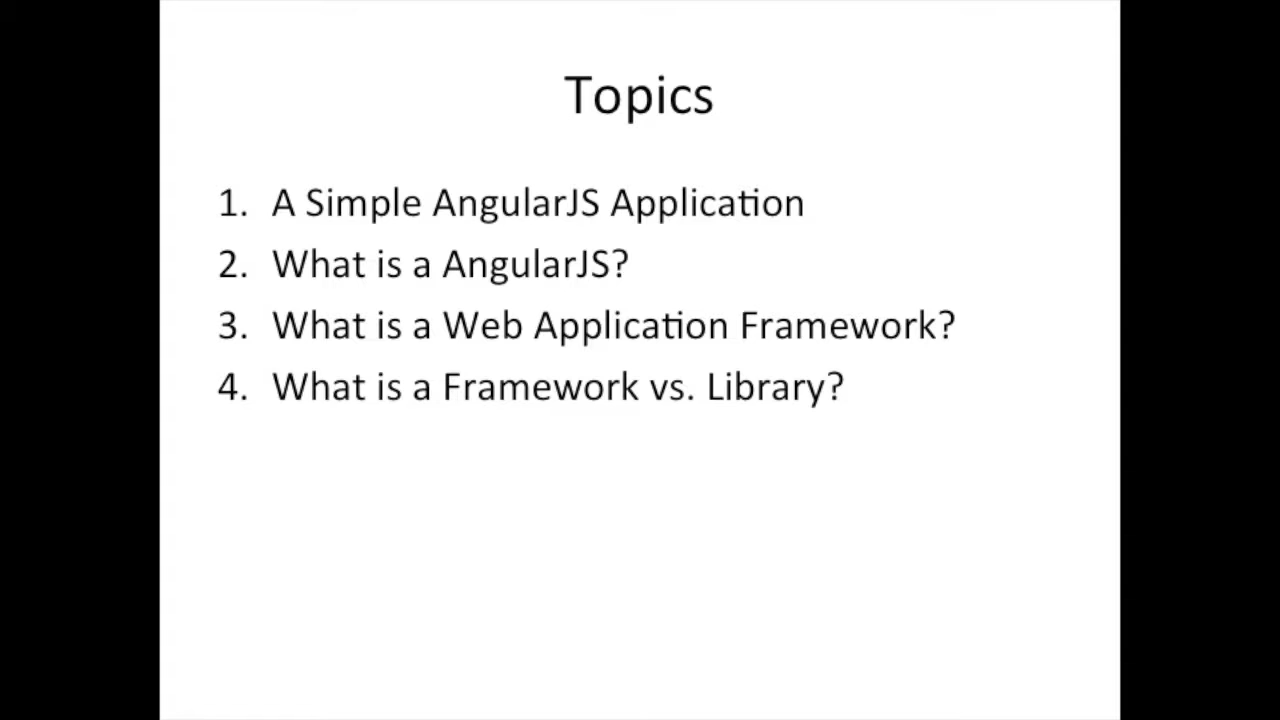 Topics
1. A Simple AngularJS Application
2. What is a AngularJS?
3. What is a Web Application Framework?
4. What is a Framework vs. Library?